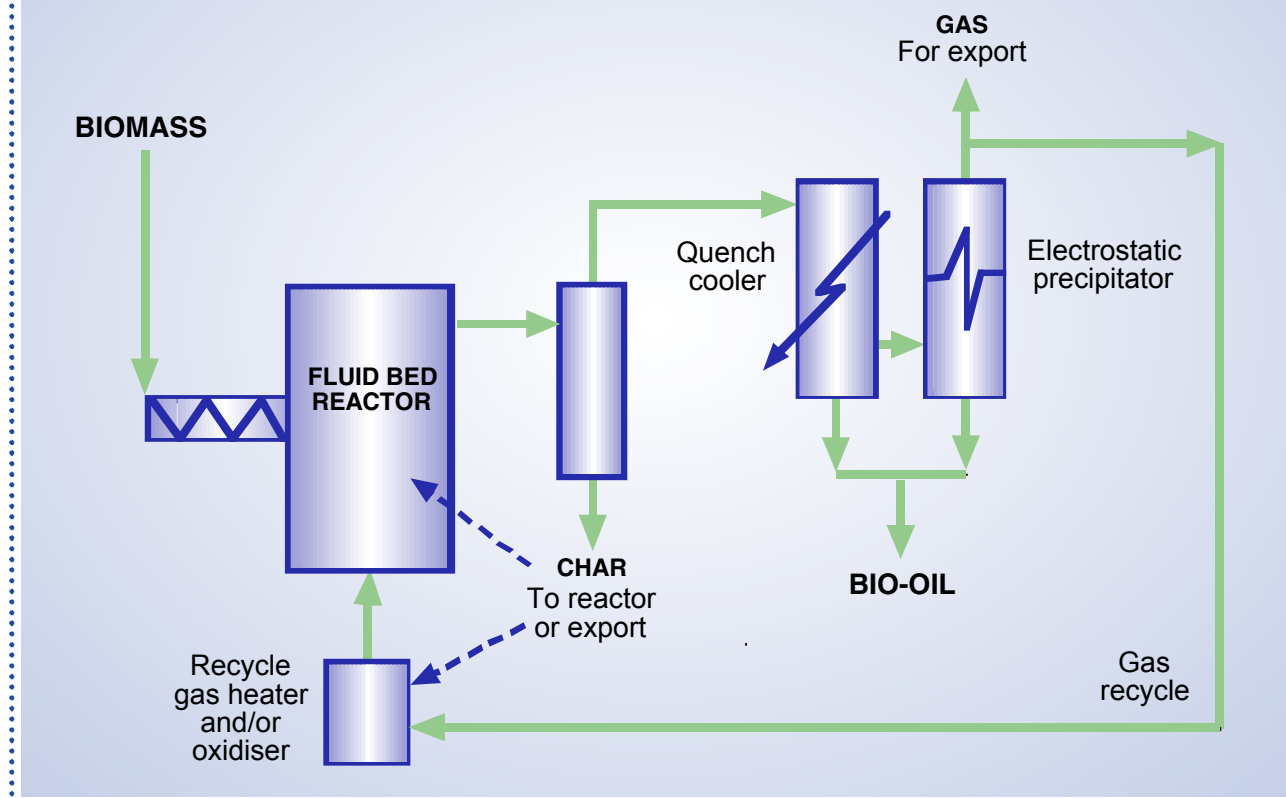 GAS
For export
BIOMASS
Quench
cooler
Electrostatic
precipitator
FLUID BED
REACTOR
CHAR
To reactor
or export
BIO-OIL
Recycle
gas heater
and/or
oxidiser
Gas
recycle